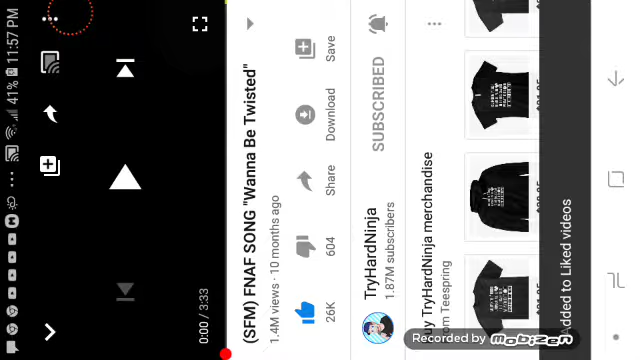 41% 11:57 PM
0:00 / 3:33
(SFM) FNAF SONG "Wanna Be Twisted"
1.4M views · 10 months ago
26K
604
Share
Download
Save
TryHardNinja
1.87M subscribers
SUBSCRIBED
uy TryHardNinja merchandise
rom Teespring
Added to Liked videos
Recorded by MOBIZEN